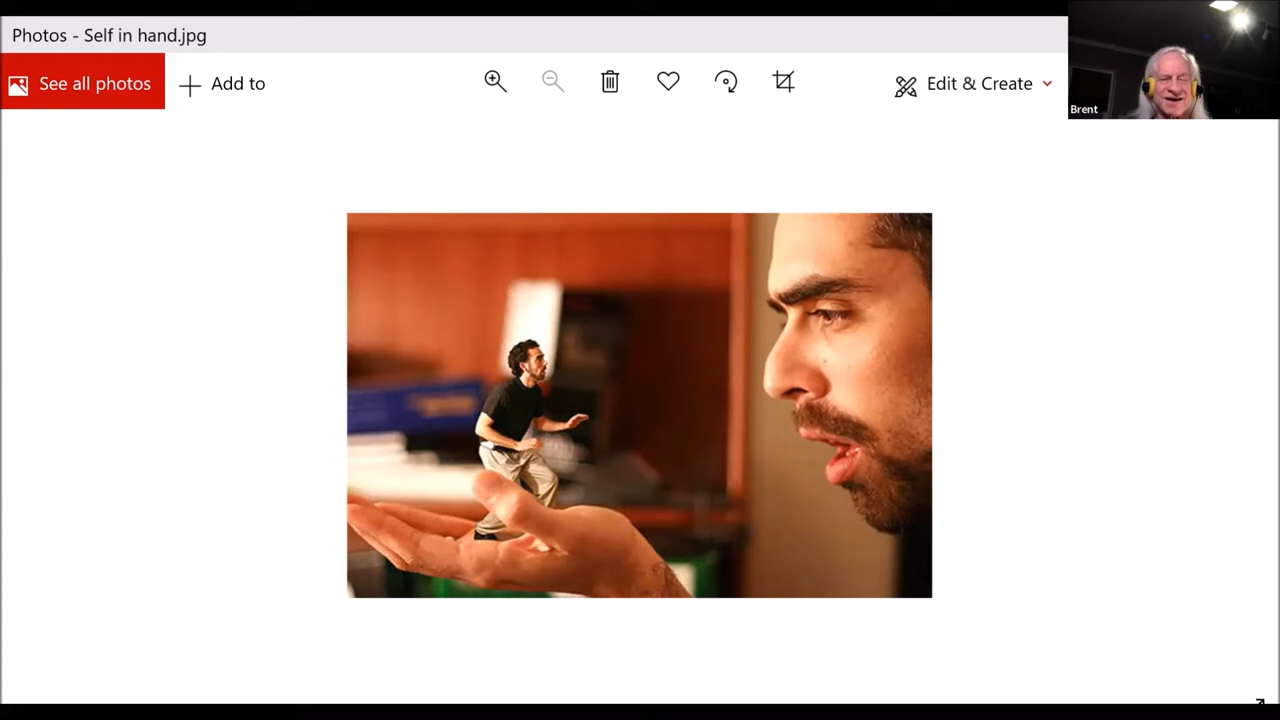 Photos - Self in hand.jpg
See all photos
Add to
Edit & Create
Brent